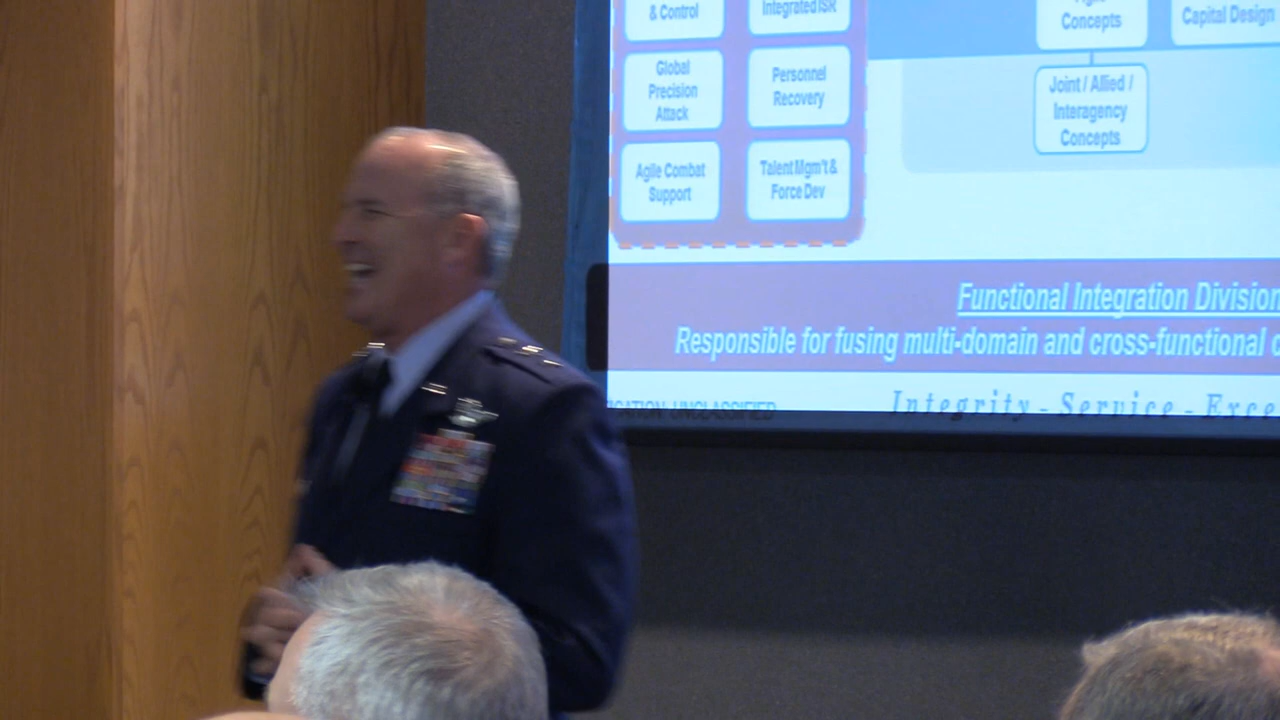 & Control
Integrated ISR
Global
Precision
Attack
Personnel
Recovery
Agile Combat
Support
Talent Mgm't &
Force Dev
Concepts
Capital Design
Joint / Allied /
Interagency
Concepts
Functional Integration Division
Responsible for fusing multi-domain and cross-functional
UNCLASSIFIED
Integrity - Service - Exce